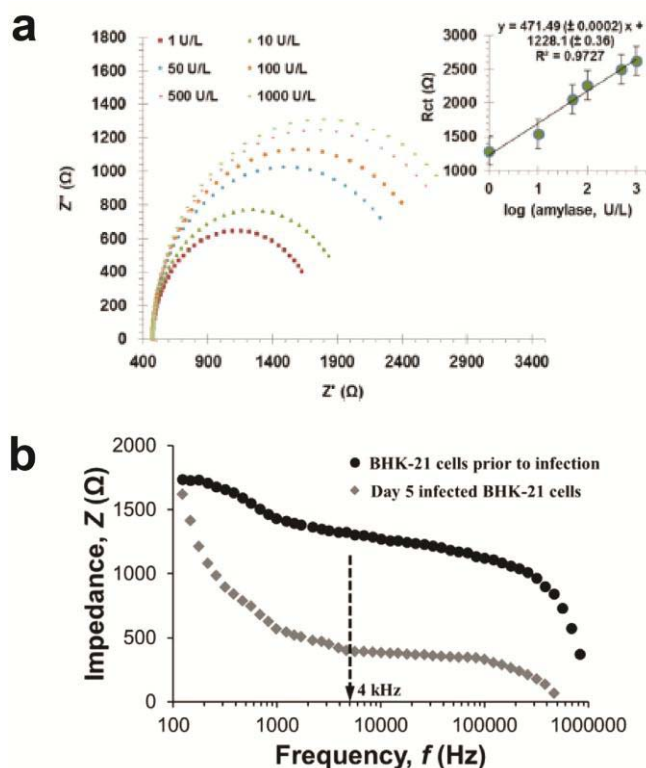 a
1800
1600
1400
1200
1000
800
600
400
200
0
Z" (Ω)
400 900 1400 1900 2400 2900 3400
Z' (Ω)
1 U/L 10 U/L
50 U/L 100 U/L
500 U/L 1000 U/L
y = 471.49 (± 0.0002) x +
1228.1 (± 0.36)
R² = 0.9727
3000
2500
2000
1500
1000
Rct (Ω)
0 1 2 3
log (amylase, U/L)
b
2000
1500
1000
500
0
Impedance, Z (Ω)
BHK-21 cells prior to infection
Day 5 infected BHK-21 cells
4 kHz
100 1000 10000 100000 1000000
Frequency, f (Hz)